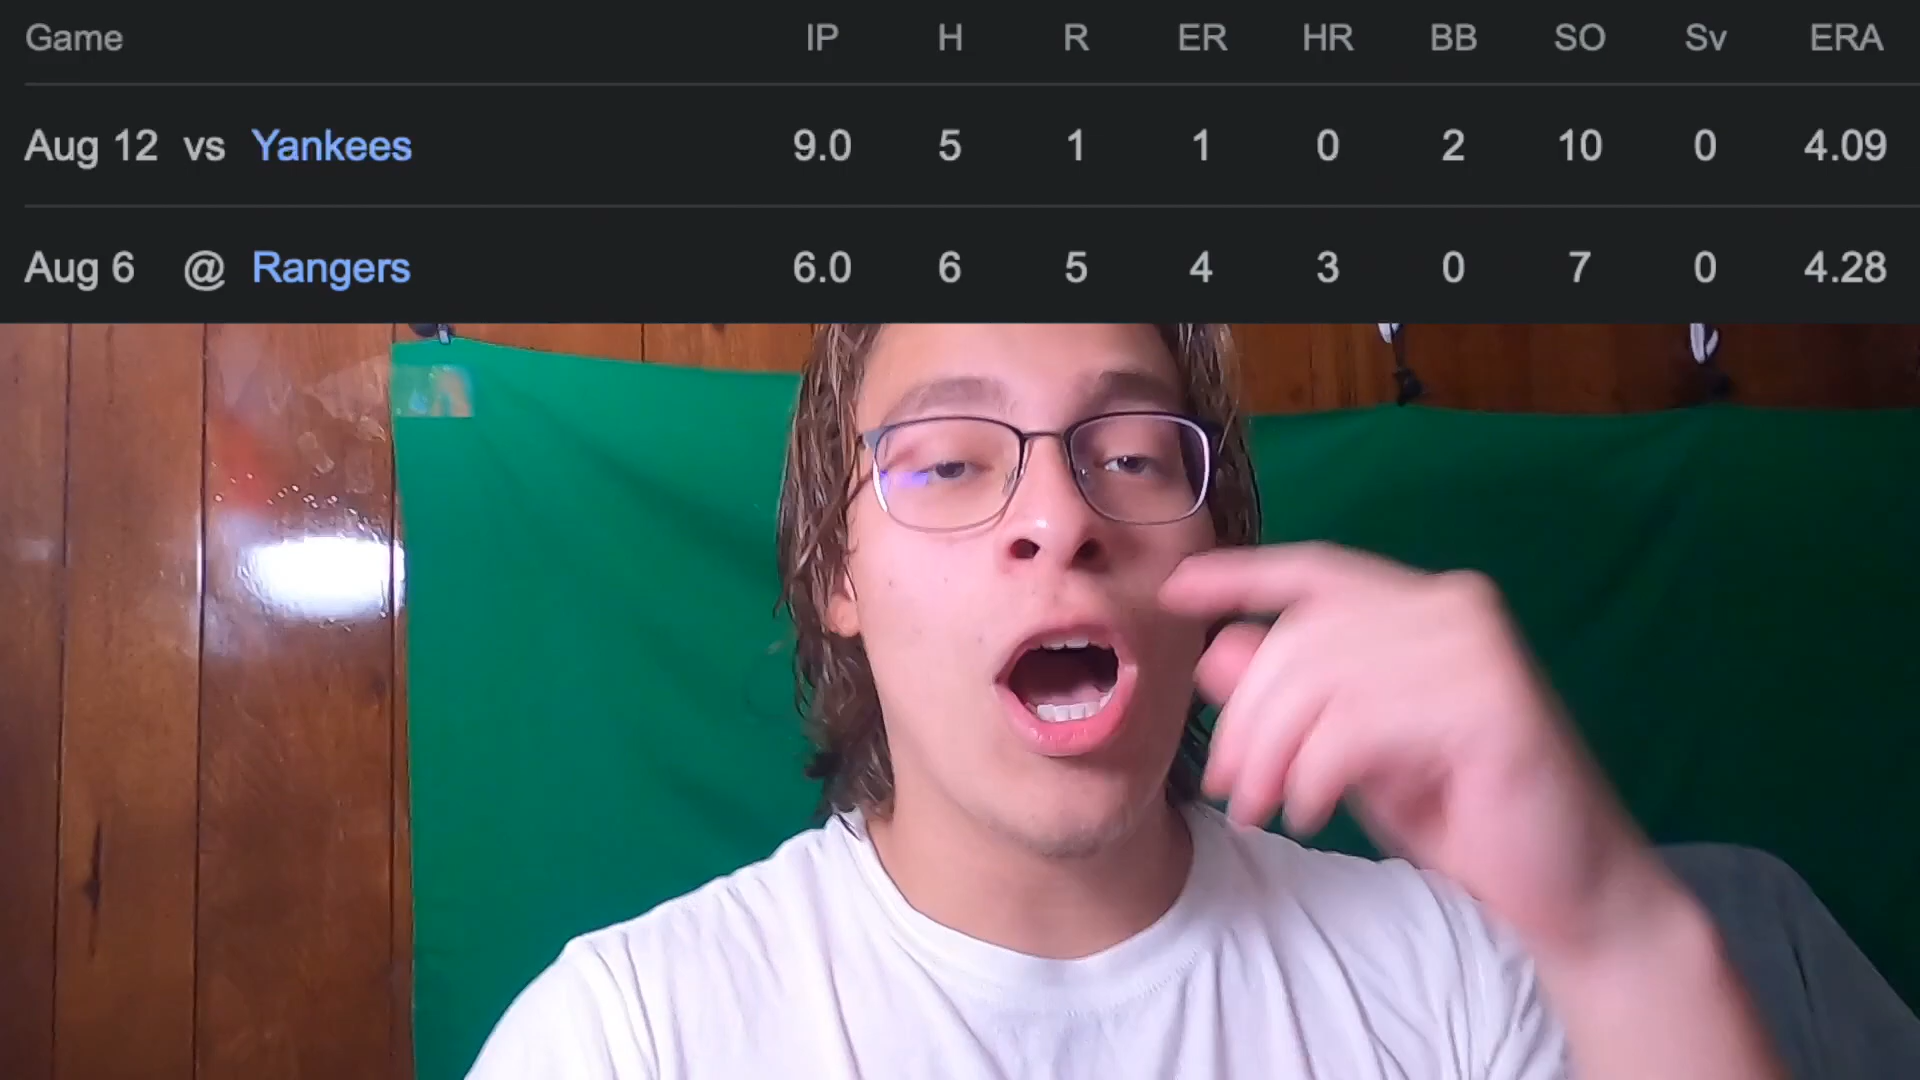 Game IP H R ER HR BB SO Sv ERA
Aug 12 vs Yankees 9.0 5 1 1 0 2 10 0 4.09
Aug 6 @ Rangers 6.0 6 5 4 3 0 7 0 4.28